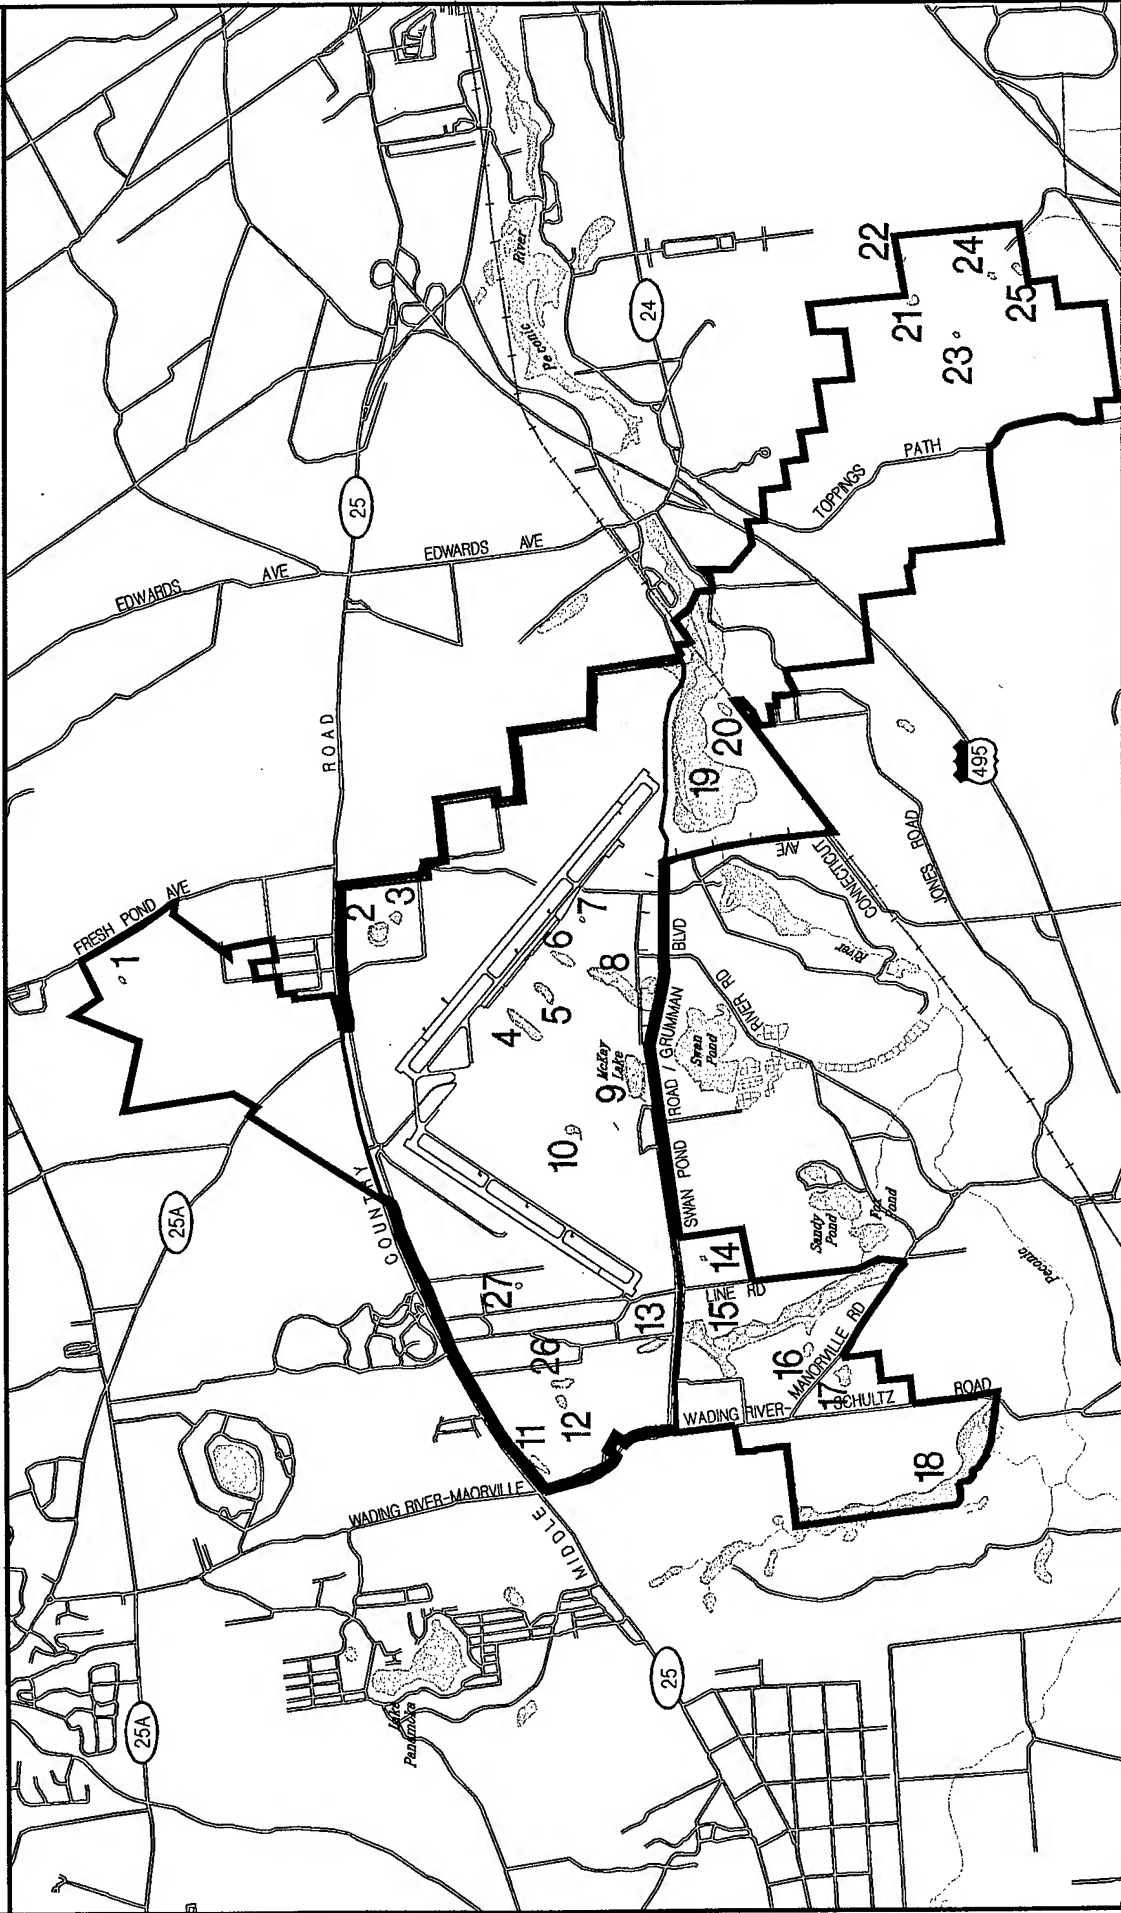 25A
25A
Lake
Panamoka
WADING RIVER-MAORVILLE
MIDDLE
COUNTRY
ROAD
25
25
FRESH POND AVE
EDWARDS
AVE
EDWARDS
AVE
1
2
3
4
5
6
7
8
9
McKay
Lake
10
11
12
26
27
13
14
15
16
17
18
19
20
21
22
23
24
25
SWAN POND
ROAD / GRUMMAN
BLVD
Swan
Pond
RIVER RD
River
CONNECTICUT
AVE
JONES ROAD
495
24
Peconic
River
TOPPINGS
PATH
Sandy
Pond
Fox
Pond
LINE RD
WADING RIVER-
MANORVILLE RD
SCHULTZ
ROAD
Peconic